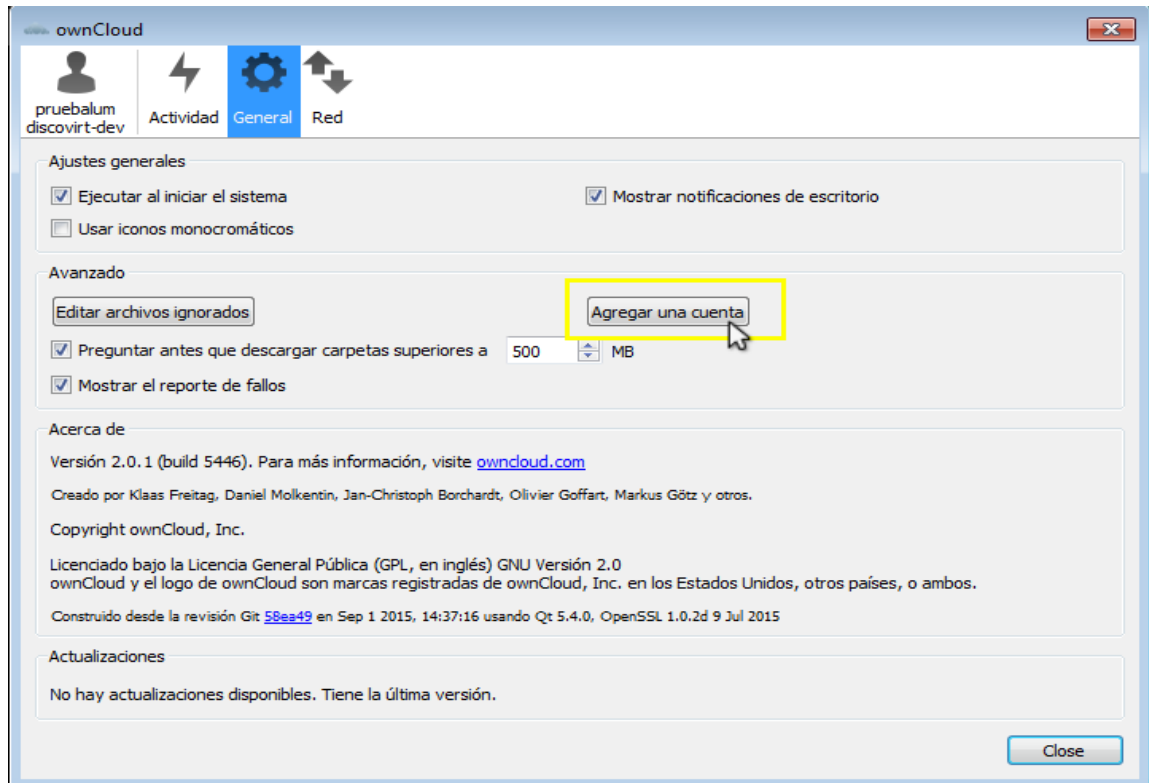 ownCloud
pruebalum
discovirt-dev
Actividad
General
Red
Ajustes generales
Ejecutar al iniciar el sistema
Mostrar notificaciones de escritorio
Usar iconos monocromáticos
Avanzado
Editar archivos ignorados
Agregar una cuenta
Preguntar antes que descargar carpetas superiores a 500 MB
Mostrar el reporte de fallos
Acerca de
Versión 2.0.1 (build 5446). Para más información, visite owncloud.com
Creado por Klaas Freitag, Daniel Molkentin, Jan-Christoph Borchardt, Olivier Goffart, Markus Götz y otros.
Copyright ownCloud, Inc.
Licenciado bajo la Licencia General Pública (GPL, en inglés) GNU Versión 2.0
ownCloud y el logo de ownCloud son marcas registradas de ownCloud, Inc. en los Estados Unidos, otros países, o ambos.
Construido desde la revisión Git 58ea49 en Sep 1 2015, 14:37:16 usando Qt 5.4.0, OpenSSL 1.0.2d 9 Jul 2015
Actualizaciones
No hay actualizaciones disponibles. Tiene la última versión.
Close